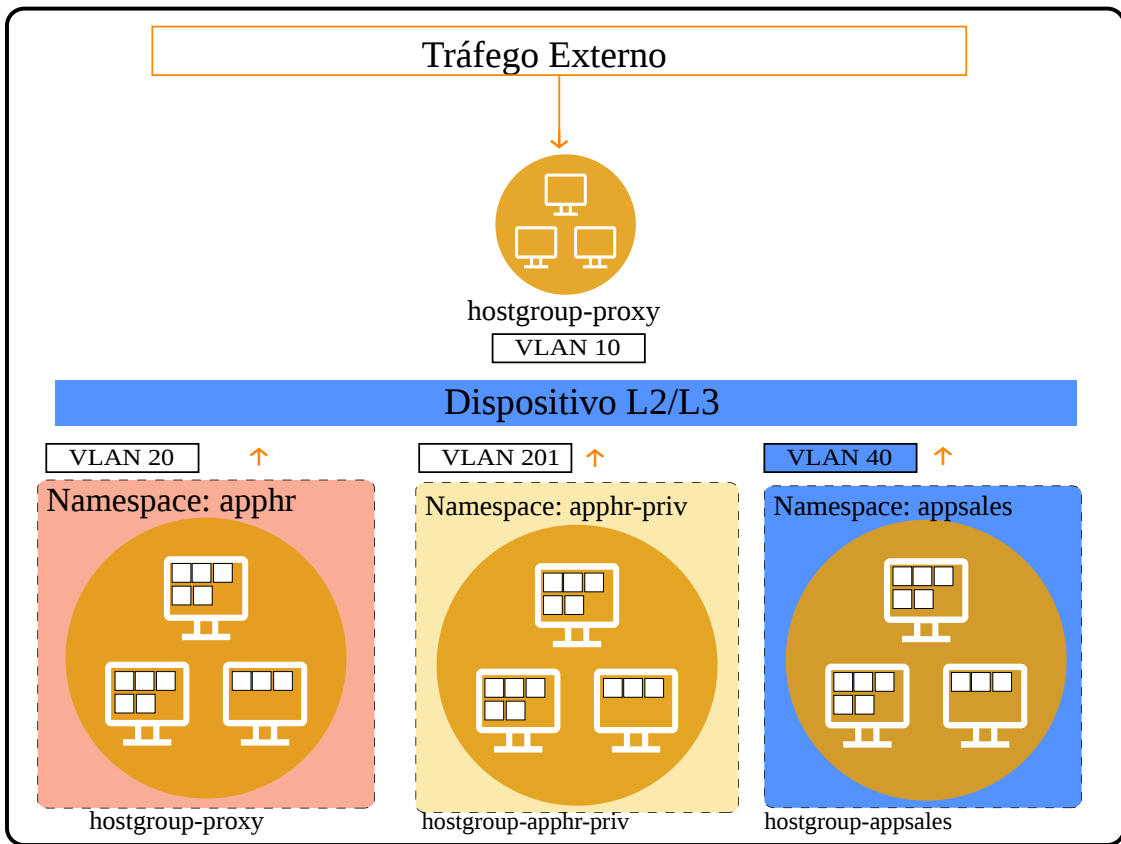 Tráfego Externo
hostgroup-proxy
VLAN 10
Dispositivo L2/L3
VLAN 20
VLAN 201
VLAN 40
Namespace: apphr
Namespace: apphr-priv
Namespace: appsales
hostgroup-proxy
hostgroup-apphr-priv
hostgroup-appsales